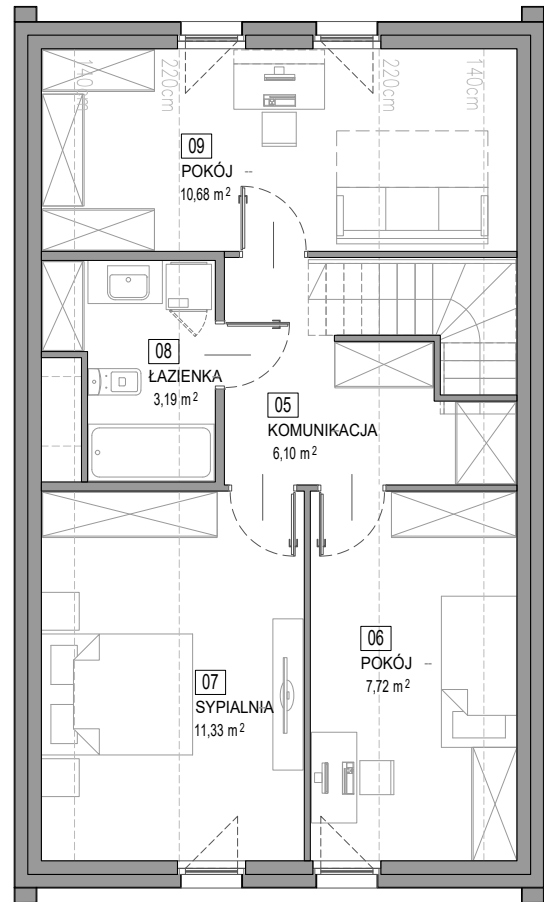 140cm
220cm
220cm
140cm
09
POKÓJ
10,68 m²
08
ŁAZIENKA
3,19 m²
05
KOMUNIKACJA
6,10 m²
06
POKÓJ
7,72 m²
07
SYPIALNIA
11,33 m²